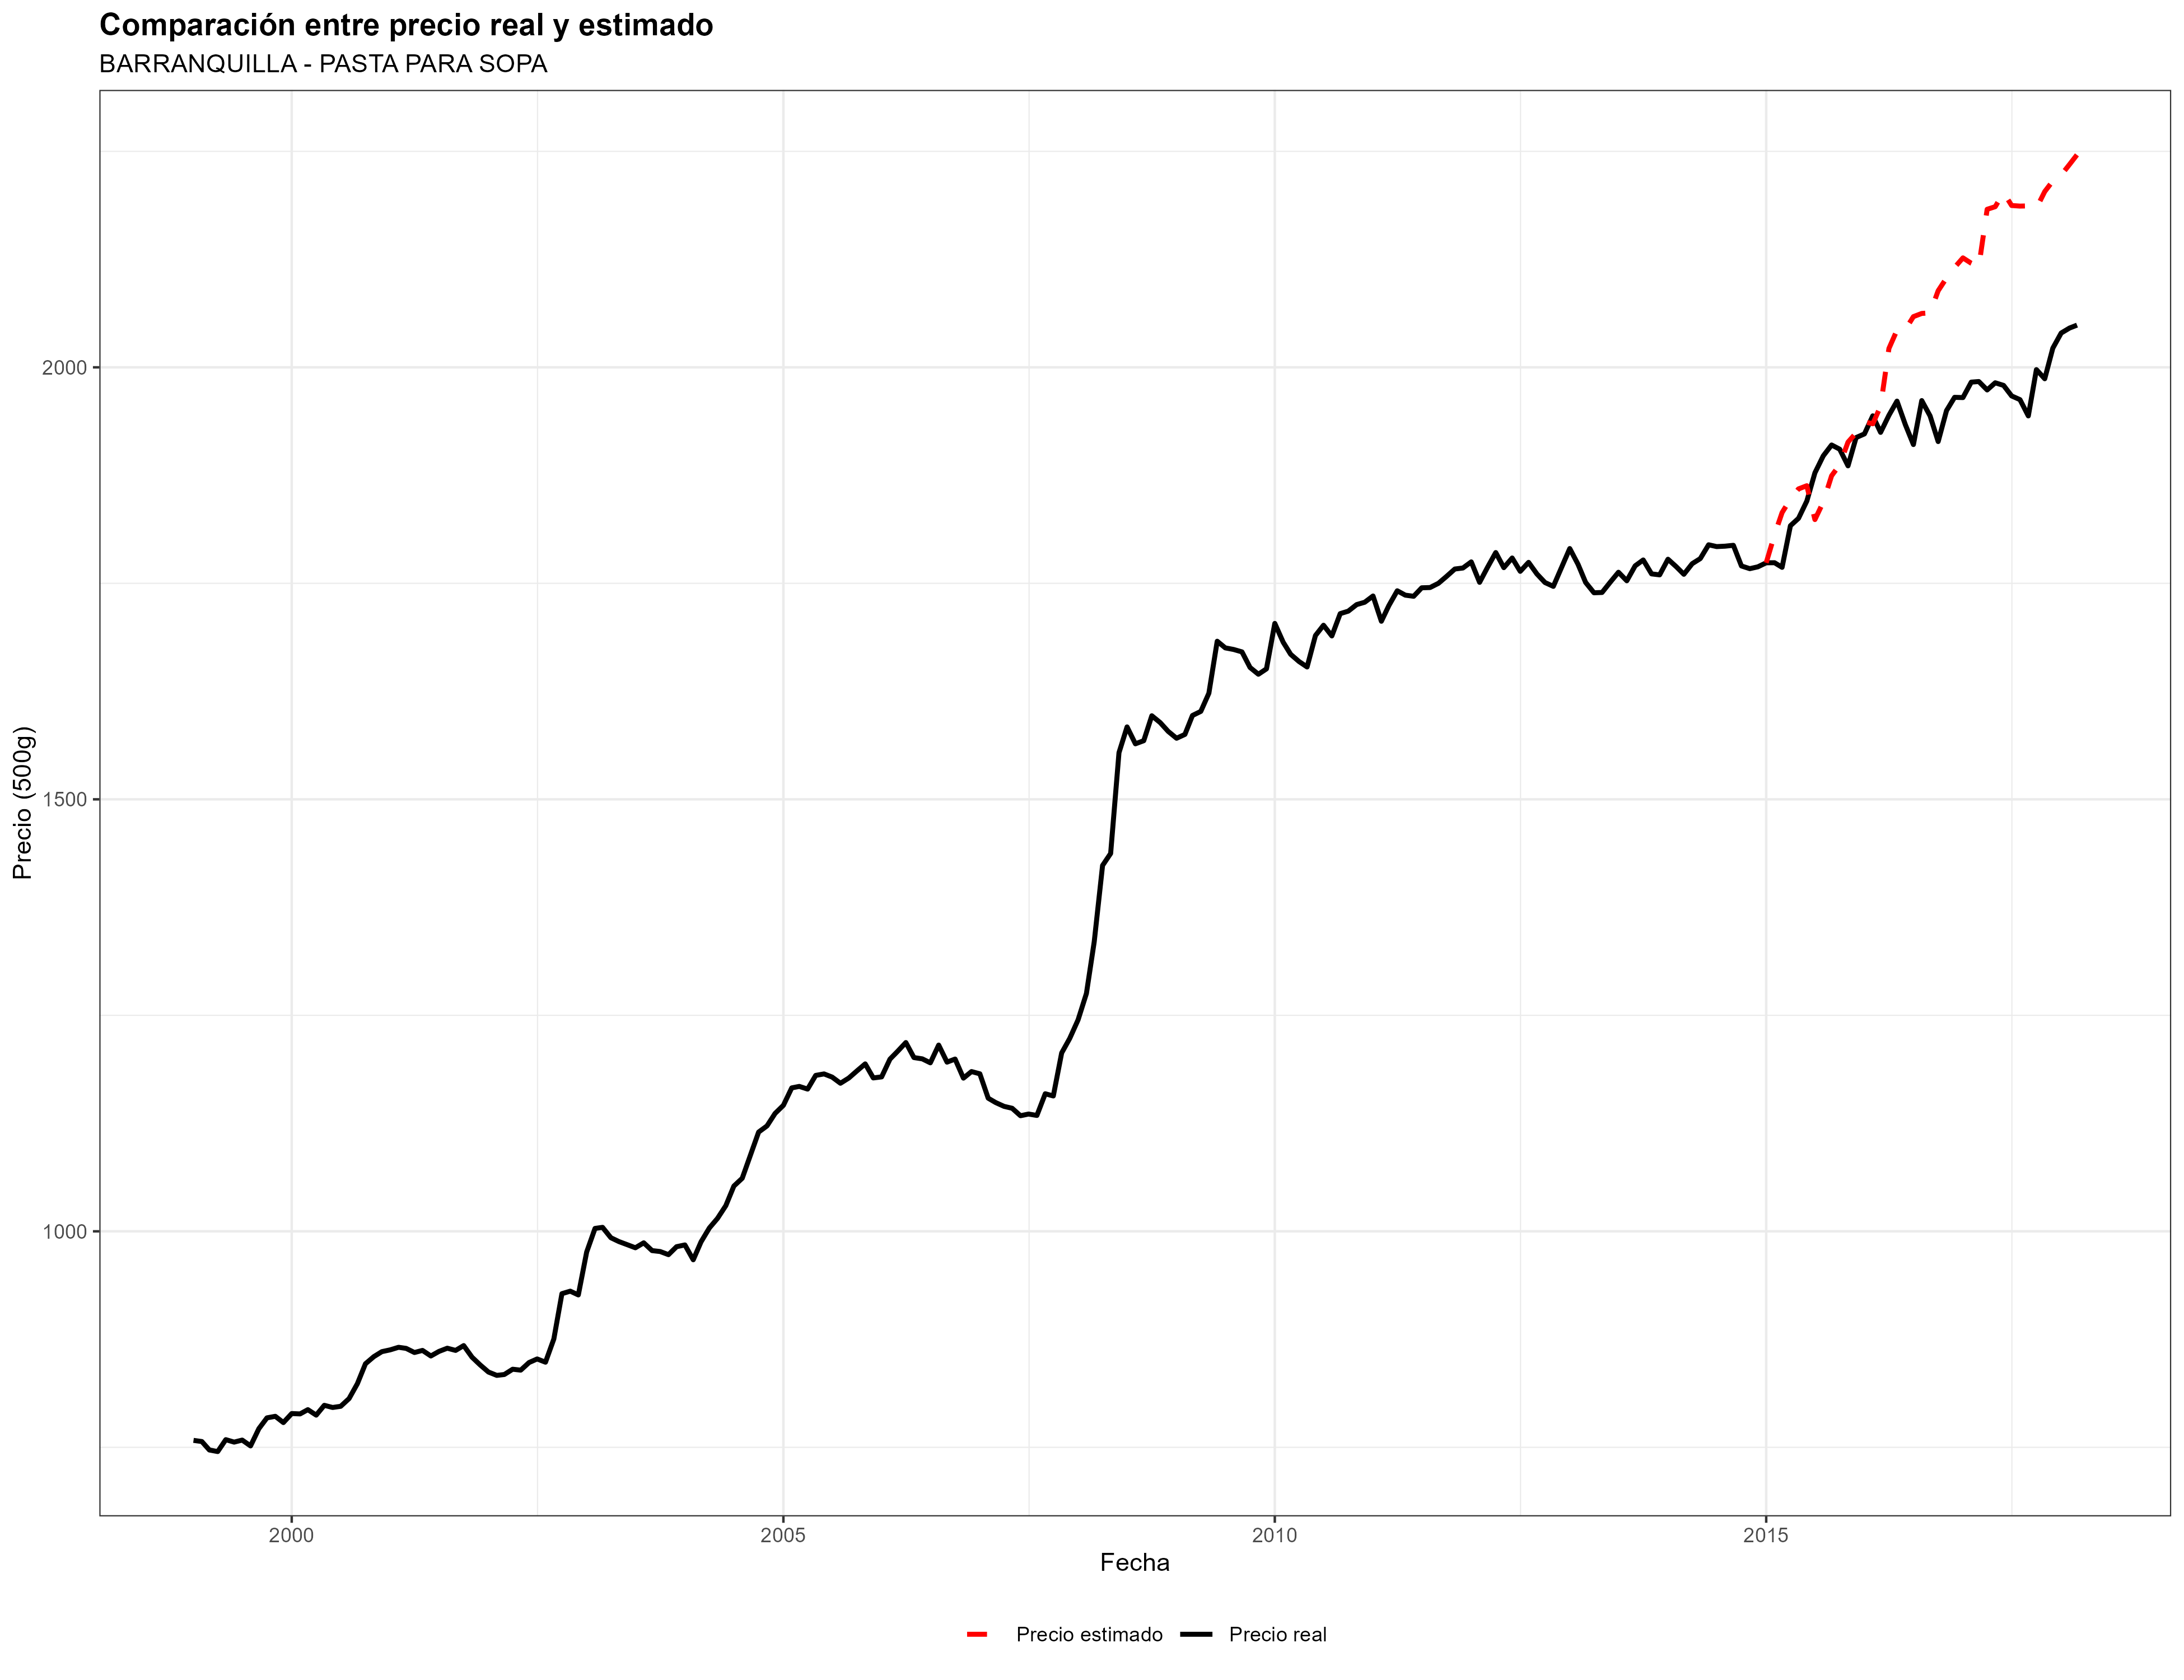 Comparación entre precio real y estimado
BARRANQUILLA - PASTA PARA SOPA
Precio (500g)
2000
1500
1000
2000 2005 2010 2015
Fecha
Precio estimado Precio real